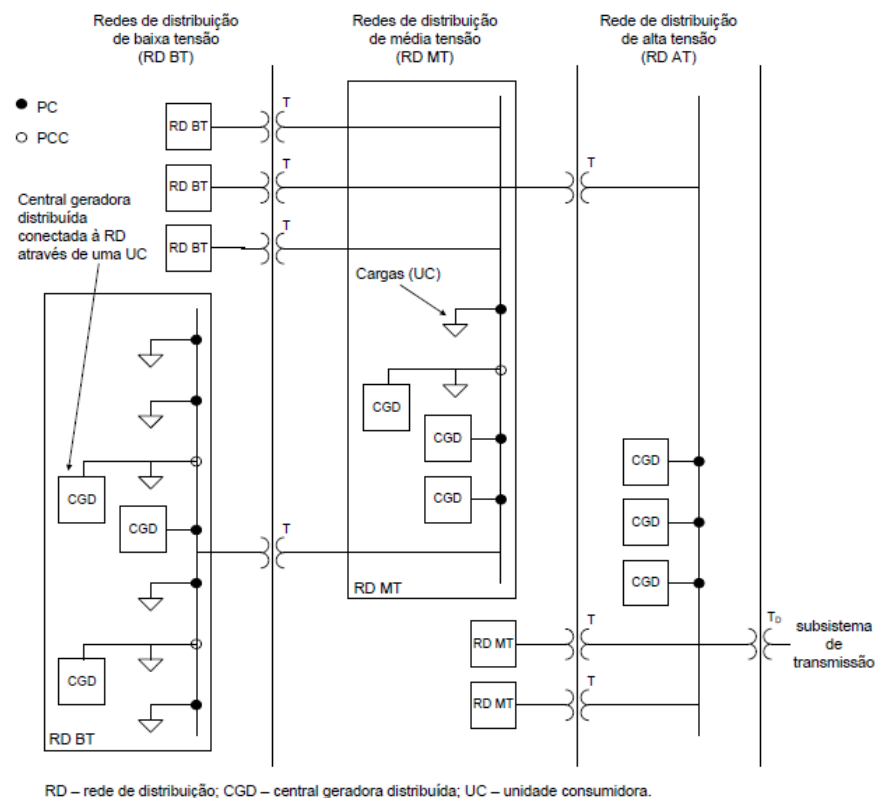 Redes de distribuição
de baixa tensão
(RD BT)
Redes de distribuição
de média tensão
(RD MT)
Rede de distribuição
de alta tensão
(RD AT)
PC
PCC
RD BT
T
RD BT
T
T
RD BT
T
Central geradora
distribuída
conectada à RD
através de uma UC
Cargas (UC)
CGD
CGD
CGD
CGD
CGD
CGD
CGD
CGD
T
RD MT
CGD
RD BT
RD MT
T
T_D
subsistema
de
transmissão
RD MT
T
RD – rede de distribuição; CGD – central geradora distribuída; UC – unidade consumidora.